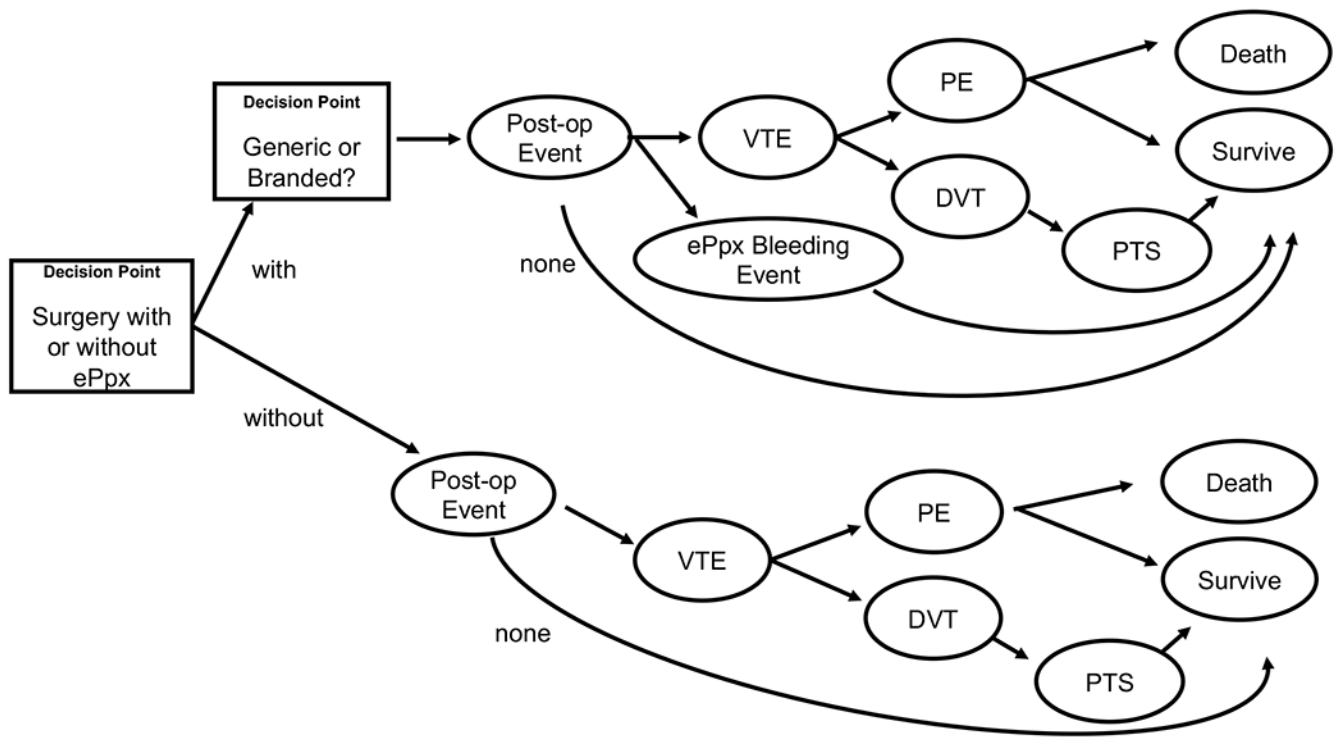 Decision Point
Generic or
Branded?
Post-op
Event
VTE
PE
Death
Survive
DVT
PTS
ePpx Bleeding
Event
none
with
Decision Point
Surgery with
or without
ePpx
without
Post-op
Event
VTE
PE
Death
Survive
DVT
PTS
none